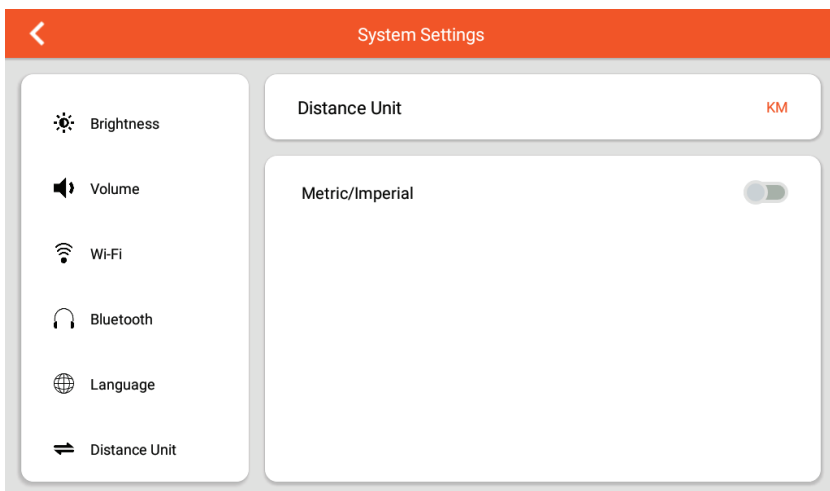 System Settings
Brightness
Volume
Wi-Fi
Bluetooth
Language
Distance Unit
Distance Unit KM
Metric/Imperial